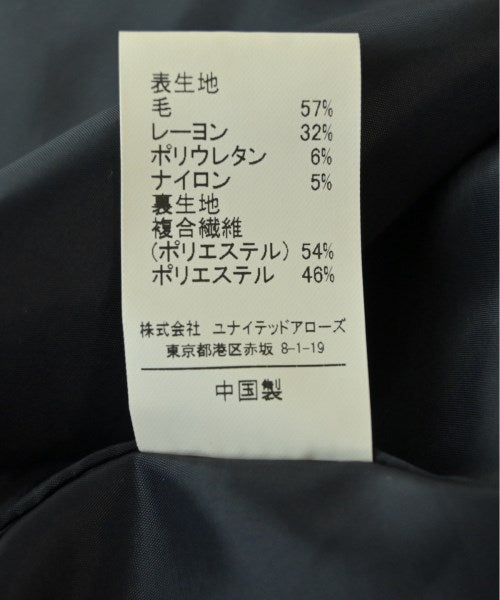 表生地
毛 57%
レーヨン 32%
ポリウレタン 6%
ナイロン 5%
裏生地
複合繊維
(ポリエステル) 54%
ポリエステル 46%
株式会社 ユナイテッドアローズ
東京都港区赤坂 8-1-19
中国製